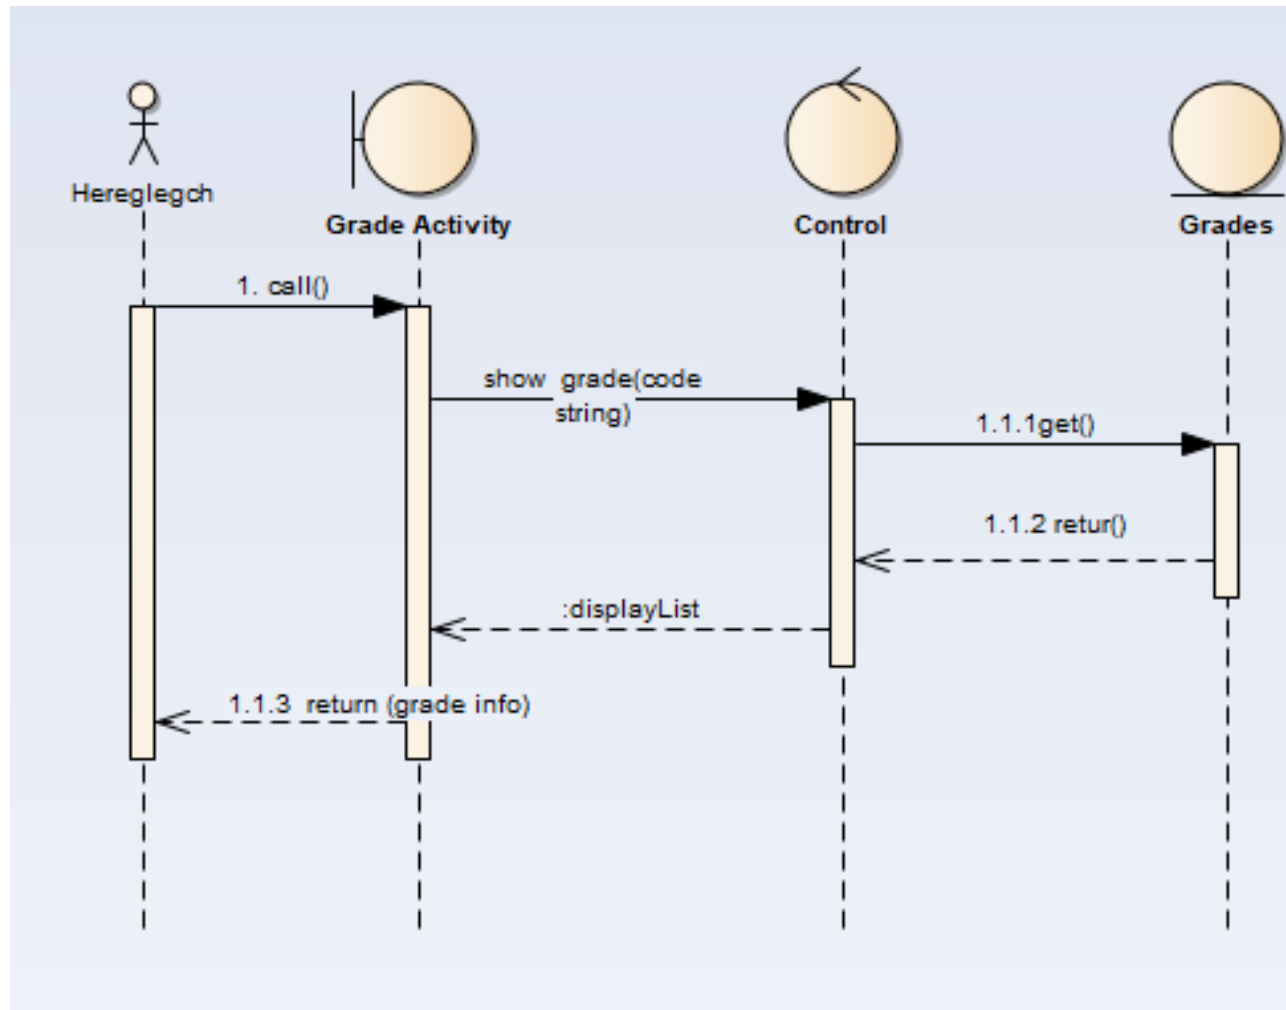 Hereglegch
Grade Activity
Control
Grades
1. call()
show  grade(code
string)
1.1.1get()
1.1.2 retur()
:displayList
1.1.3  return (grade info)